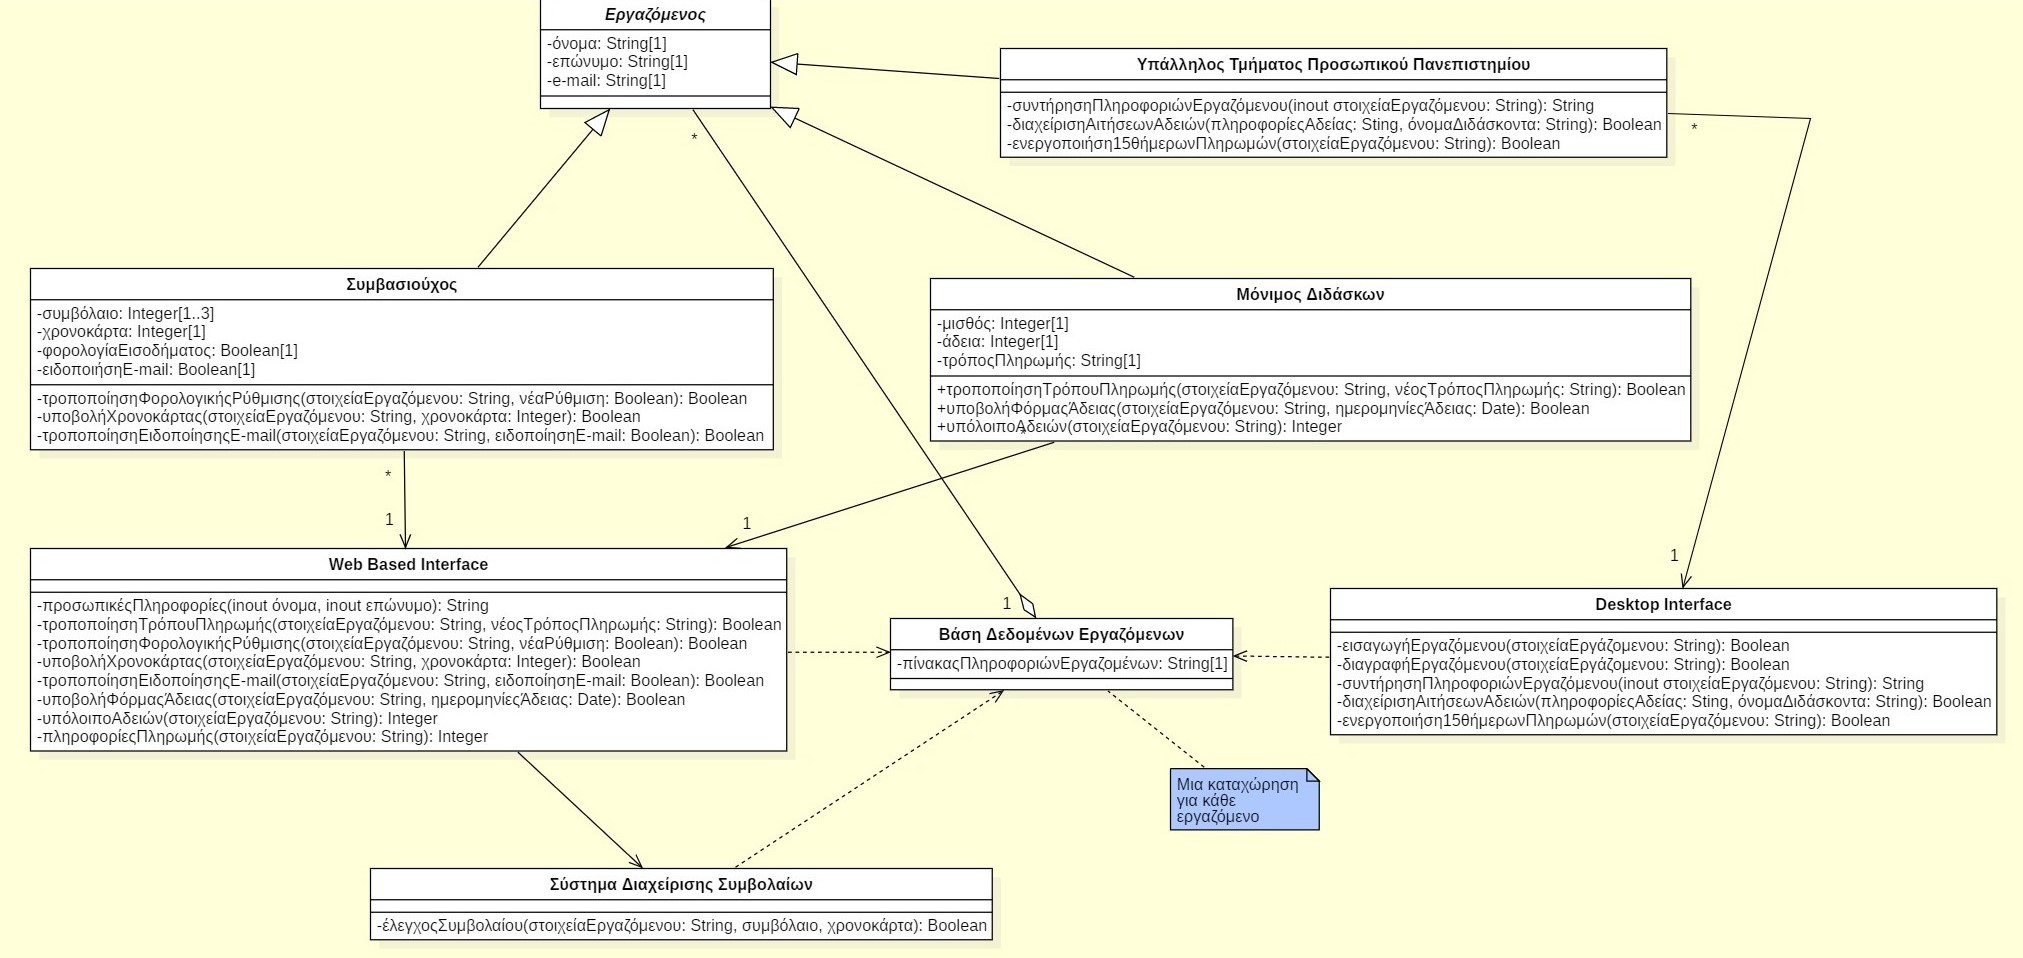 Εργαζόμενος
-όνομα: String[1]
-επώνυμο: String[1]
-e-mail: String[1]
Υπάλληλος Τμήματος Προσωπικού Πανεπιστημίου
-συντήρησηΠληροφοριώνΕργαζόμενου(inout στοιχείαΕργαζόμενου: String): String
-διαχείρισηΑιτήσεωνΑδειών(πληροφορίεςΑδείας: Sting, όνομαΔιδάσκοντα: String): Boolean
-ενεργοποιήση15θήμερωνΠληρωμών(στοιχείαΕργαζόμενου: String): Boolean
*
*
Συμβασιούχος
-συμβόλαιο: Integer[1..3]
-χρονοκάρτα: Integer[1]
-φορολογίαΕισοδήματος: Boolean[1]
-ειδοποιήσηE-mail: Boolean[1]
-τροποποίησηΦορολογικήςΡύθμισης(στοιχείαΕργαζόμενου: String, νέαΡύθμιση: Boolean): Boolean
-υποβολήΧρονοκάρτας(στοιχείαΕργαζόμενου: String, χρονοκάρτα: Integer): Boolean
-τροποποίησηΕιδοποίησηςE-mail(στοιχείαΕργαζόμενου: String, ειδοποίησηE-mail: Boolean): Boolean
Μόνιμος Διδάσκων
-μισθός: Integer[1]
-άδεια: Integer[1]
-τρόποςΠληρωμής: String[1]
+τροποποίησηΤρόπουΠληρωμής(στοιχείαΕργαζόμενου: String, νέοςΤρόποςΠληρωμής: String): Boolean
+υποβολήΦόρμαςΆδειας(στοιχείαΕργαζόμενου: String, ημερομηνίεςΆδειας: Date): Boolean
+υπόλοιποΑδειών(στοιχείαΕργαζόμενου: String): Integer
*
*
1
1
1
1
Web Based Interface
-προσωπικέςΠληροφορίες(inout όνομα, inout επώνυμο): String
-τροποποίησηΤρόπουΠληρωμής(στοιχείαΕργαζόμενου: String, νέοςΤρόποςΠληρωμής: String): Boolean
-τροποποίησηΦορολογικήςΡύθμισης(στοιχείαΕργαζόμενου: String, νέαΡύθμιση: Boolean): Boolean
-υποβολήΧρονοκάρτας(στοιχείαΕργαζόμενου: String, χρονοκάρτα: Integer): Boolean
-τροποποίησηΕιδοποίησηςE-mail(στοιχείαΕργαζόμενου: String, ειδοποίησηE-mail: Boolean): Boolean
-υποβολήΦόρμαςΆδειας(στοιχείαΕργαζόμενου: String, ημερομηνίεςΆδειας: Date): Boolean
-υπόλοιποΑδειών(στοιχείαΕργαζόμενου: String): Integer
-πληροφορίεςΠληρωμής(στοιχείαΕργαζόμενου: String): Integer
Βάση Δεδομένων Εργαζόμενων
-πίνακαςΠληροφοριώνΕργαζομένων: String[1]
Desktop Interface
-εισαγωγήΕργαζόμενου(στοιχείαΕργάζομενου: String): Boolean
-διαγραφήΕργαζόμενου(στοιχείαΕργάζομενου: String): Boolean
-συντήρησηΠληροφοριώνΕργαζόμενου(inout στοιχείαΕργαζόμενου: String): String
-διαχείρισηΑιτήσεωνΑδειών(πληροφορίεςΑδείας: Sting, όνομαΔιδάσκοντα: String): Boolean
-ενεργοποιήση15θήμερωνΠληρωμών(στοιχείαΕργαζόμενου: String): Boolean
Μια καταχώρηση
για κάθε
εργαζόμενο
Σύστημα Διαχείρισης Συμβολαίων
-έλεγχοςΣυμβολαίου(στοιχείαΕργαζόμενου: String, συμβόλαιο, χρονοκάρτα): Boolean